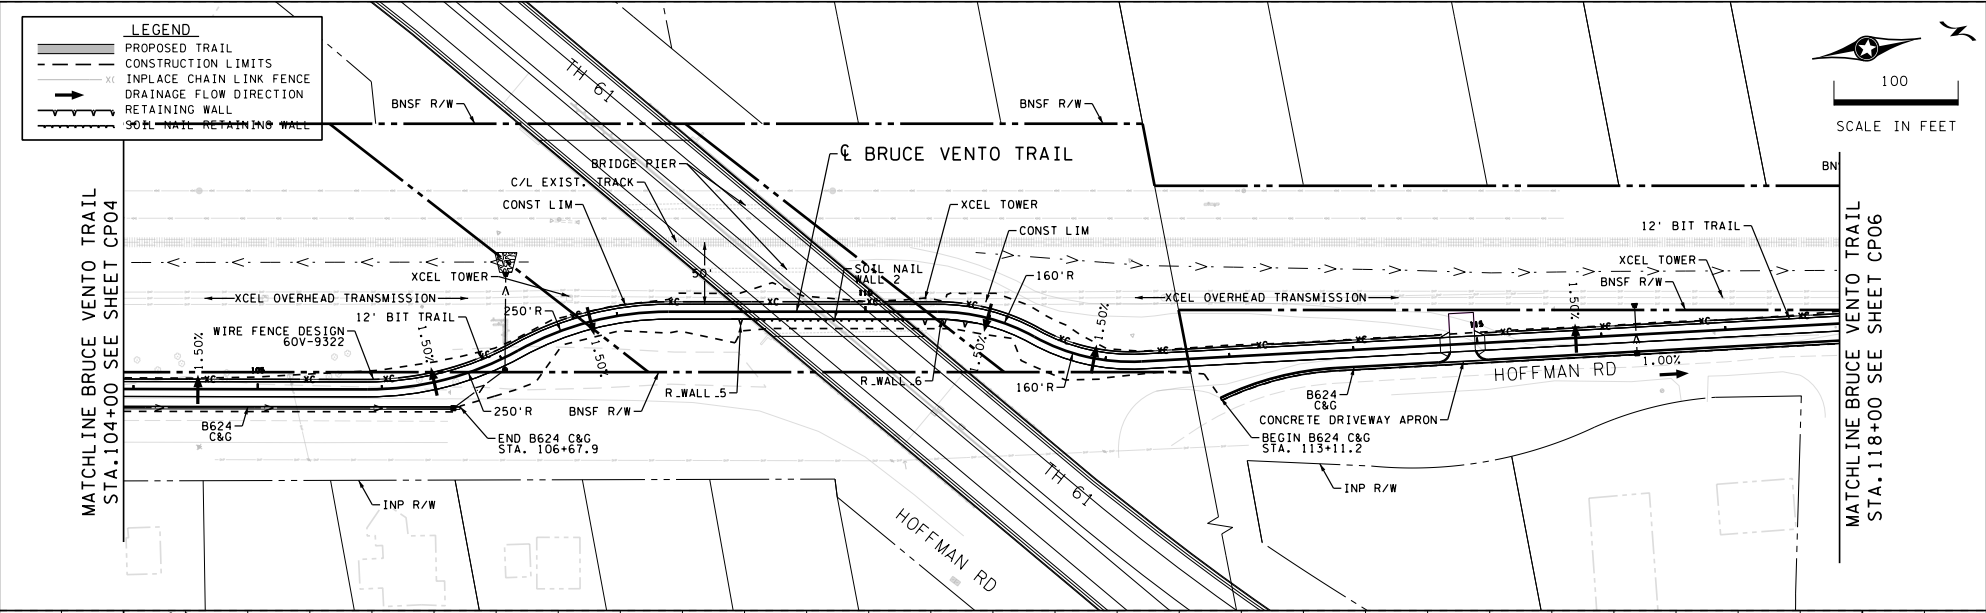 LEGEND
PROPOSED TRAIL
CONSTRUCTION LIMITS
INPLACE CHAIN LINK FENCE
DRAINAGE FLOW DIRECTION
RETAINING WALL
SOIL NAIL RETAINING WALL
100
SCALE IN FEET
TH 61
BNSF R/W
BNSF R/W
BRIDGE PIER
℄ BRUCE VENTO TRAIL
C/L EXIST. TRACK
CONST LIM
XCEL TOWER
CONST LIM
12' BIT TRAIL
MATCHLINE BRUCE VENTO TRAIL
STA.104+00 SEE SHEET CP04
XCEL TOWER
50'
SOIL NAIL
WALL 2
160'R
XCEL TOWER
BNSF R/W
XCEL OVERHEAD TRANSMISSION
XCEL OVERHEAD TRANSMISSION
12' BIT TRAIL
250'R
WIRE FENCE DESIGN
60V-9322
1.50%
1.50%
1.50%
1.50%
1.50%
1.50%
1.00%
R_WALL_6
R_WALL_5
160'R
HOFFMAN RD
250'R
BNSF R/W
B624
C&G
B624
C&G
CONCRETE DRIVEWAY APRON
END B624 C&G
STA. 106+67.9
BEGIN B624 C&G
STA. 113+11.2
INP R/W
INP R/W
TH 61
HOFFMAN RD
MATCHLINE BRUCE VENTO TRAIL
STA.118+00 SEE SHEET CP06